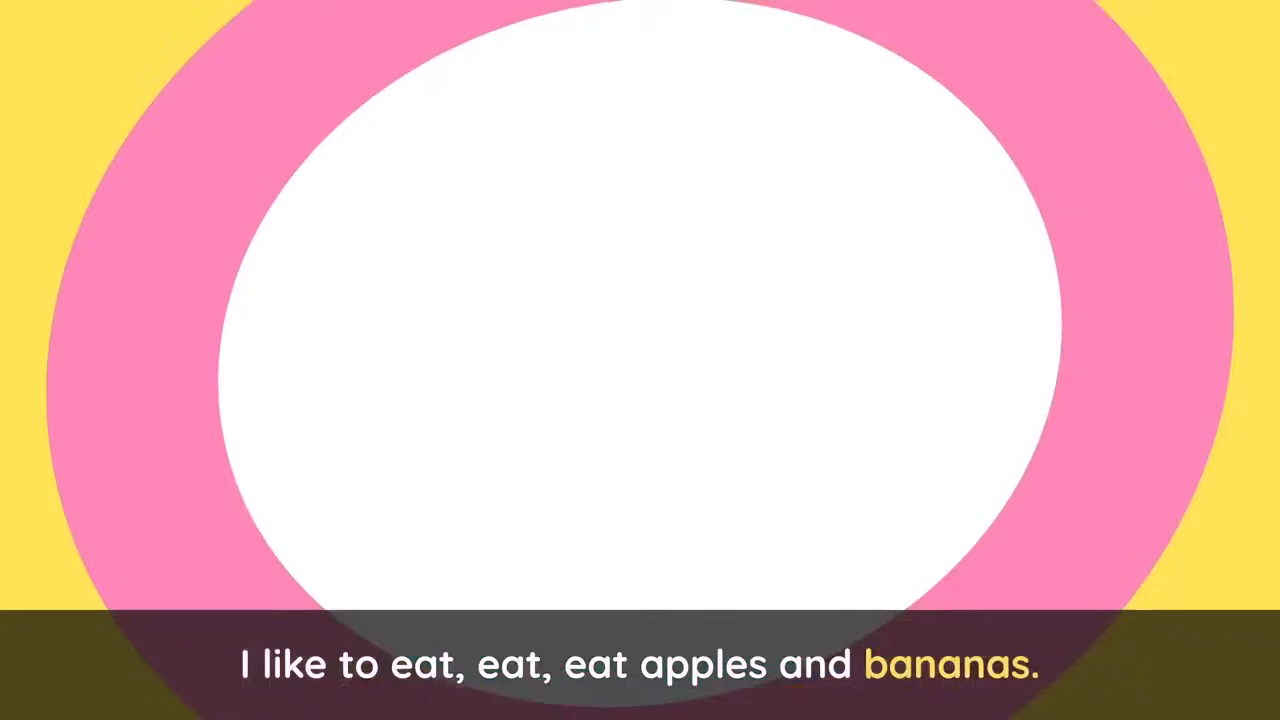 I like to eat, eat, eat apples and bananas.